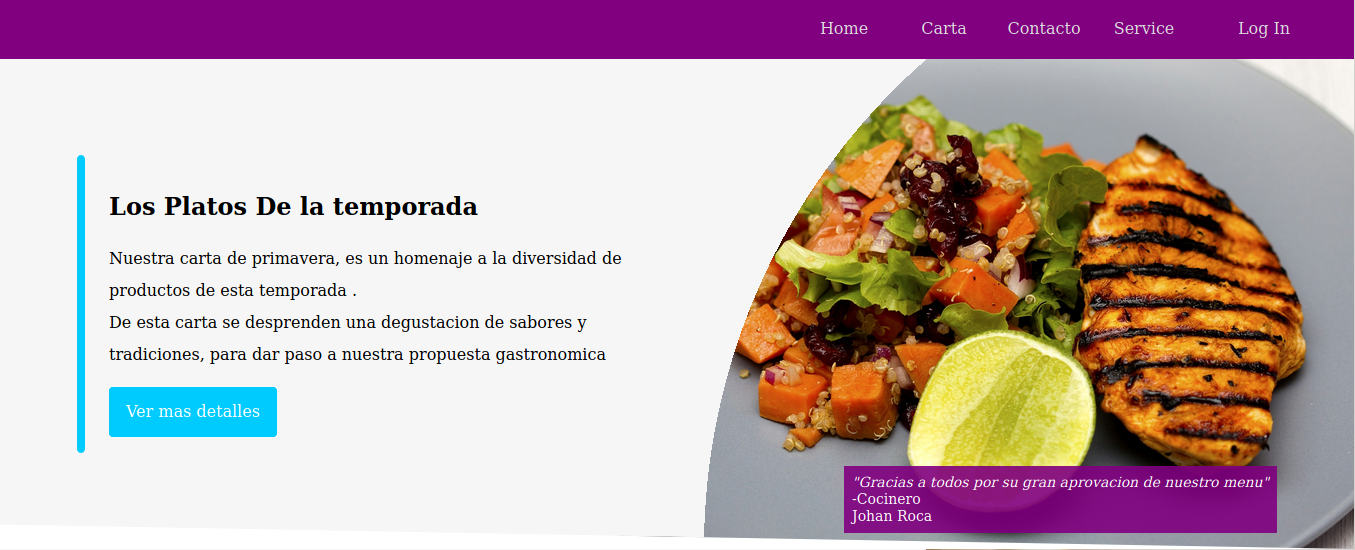 Home Carta Contacto Service Log In
Los Platos De la temporada
Nuestra carta de primavera, es un homenaje a la diversidad de
productos de esta temporada .
De esta carta se desprenden una degustacion de sabores y
tradiciones, para dar paso a nuestra propuesta gastronomica
Ver mas detalles
"Gracias a todos por su gran aprovacion de nuestro menu"
-Cocinero
Johan Roca